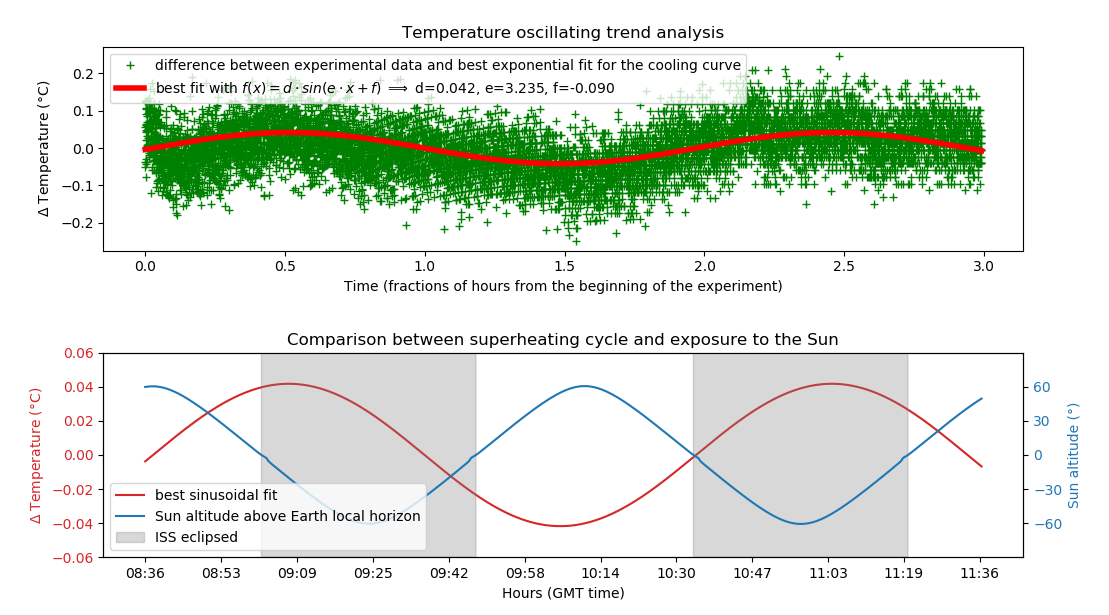 Temperature oscillating trend analysis
difference between experimental data and best exponential fit for the cooling curve
best fit with f(x) = d · sin(e · x + f) ⟹ d=0.042, e=3.235, f=-0.090
Δ Temperature (°C)
0.2
0.1
0.0
−0.1
−0.2
0.0 0.5 1.0 1.5 2.0 2.5 3.0
Time (fractions of hours from the beginning of the experiment)
Comparison between superheating cycle and exposure to the Sun
Δ Temperature (°C)
0.06
0.04
0.02
0.00
−0.02
−0.04
−0.06
best sinusoidal fit
Sun altitude above Earth local horizon
ISS eclipsed
60
30
0
−30
−60
Sun altitude (°)
08:36 08:53 09:09 09:25 09:42 09:58 10:14 10:30 10:47 11:03 11:19 11:36
Hours (GMT time)